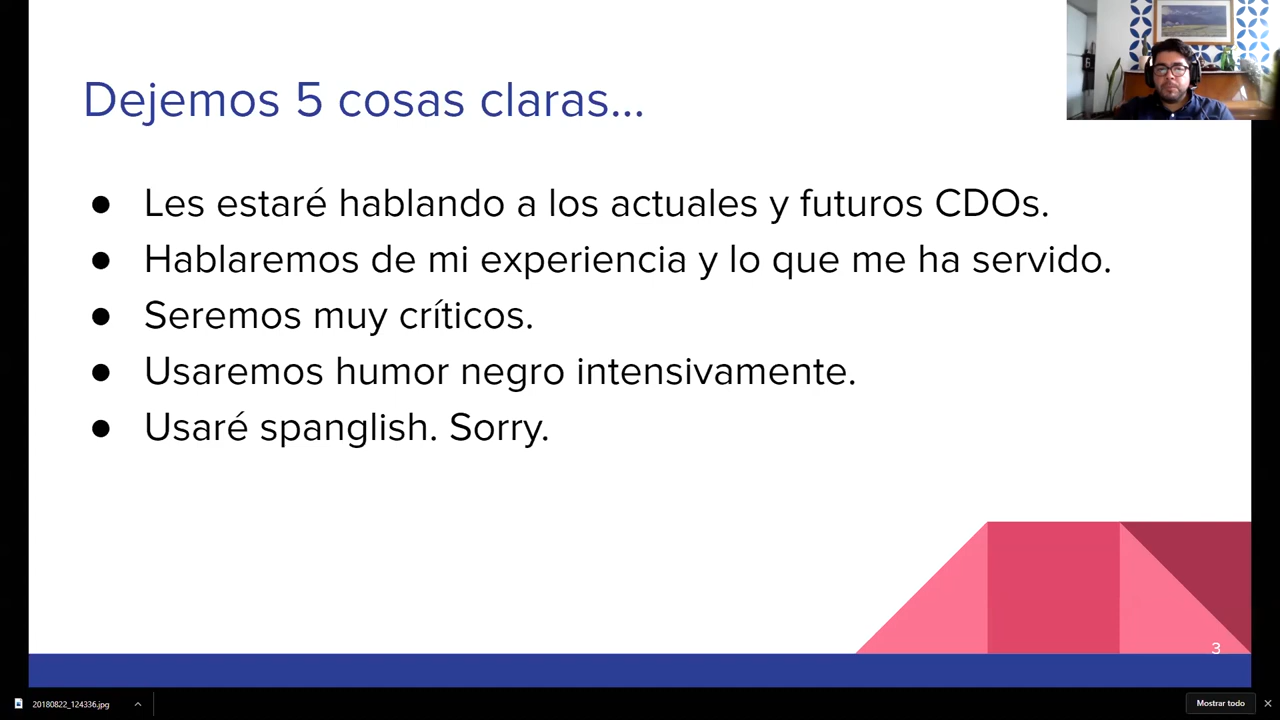 Dejemos 5 cosas claras...
● Les estaré hablando a los actuales y futuros CDOs.
● Hablaremos de mi experiencia y lo que me ha servido.
● Seremos muy críticos.
● Usaremos humor negro intensivamente.
● Usaré spanglish. Sorry.
3
20180822_124336.jpg
Mostrar todo